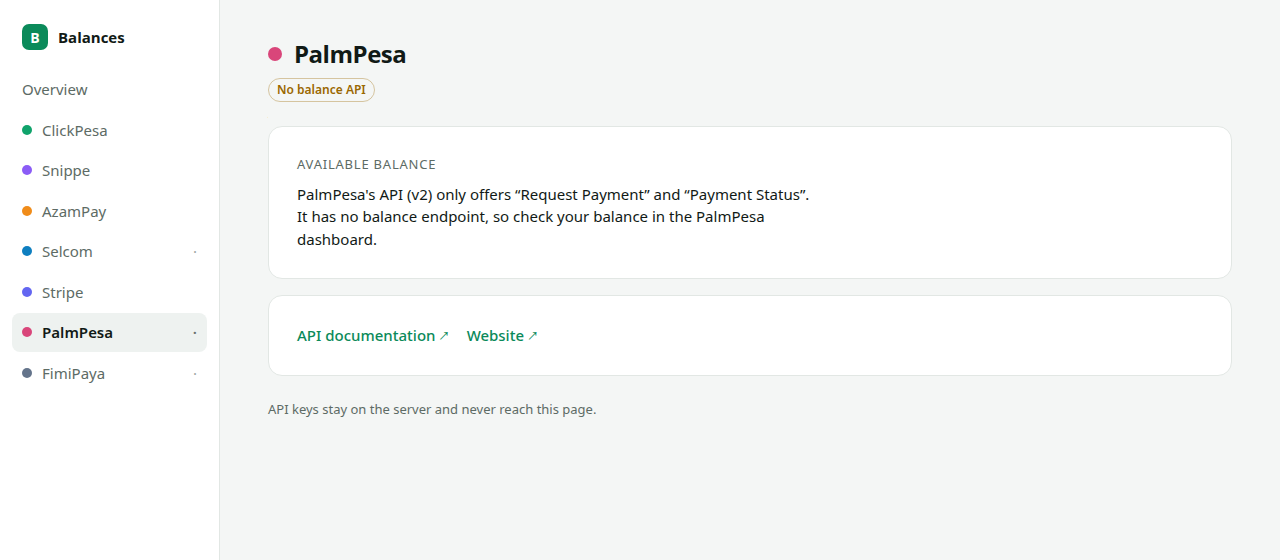 B Balances
Overview
ClickPesa
Snippe
AzamPay
Selcom ·
Stripe
PalmPesa ·
FimiPaya ·
PalmPesa
No balance API
AVAILABLE BALANCE
PalmPesa's API (v2) only offers “Request Payment” and “Payment Status”.
It has no balance endpoint, so check your balance in the PalmPesa
dashboard.
API documentation ↗ Website ↗
API keys stay on the server and never reach this page.